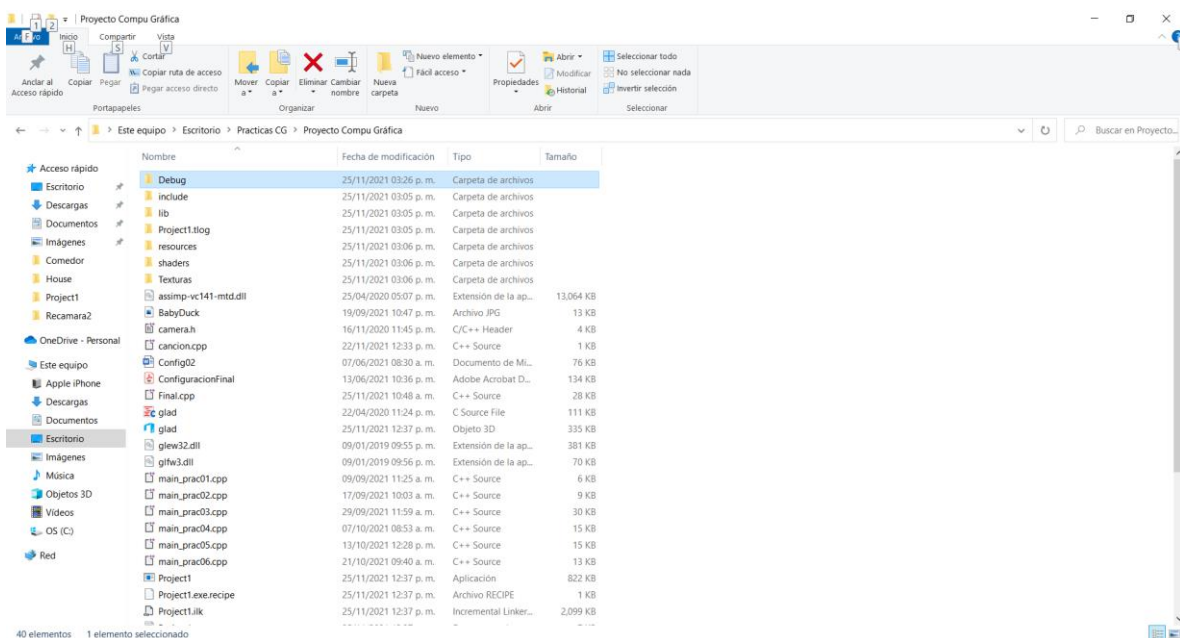 1 2 Proyecto Compu Gráfica
Inicio Compartir Vista
F H S V
Cortar
Copiar ruta de acceso
Pegar acceso directo
Anclar al Acceso rápido
Copiar Pegar
Mover a Copiar a Eliminar Cambiar nombre
Nueva carpeta
Nuevo elemento
Fácil acceso
Propiedades
Abrir
Modificar
Historial
Seleccionar todo
No seleccionar nada
Invertir selección
Portapapeles Organizar Nuevo Abrir Seleccionar
Este equipo > Escritorio > Practicas CG > Proyecto Compu Gráfica
Buscar en Proyecto...
Nombre Fecha de modificación Tipo Tamaño
Acceso rápido
Escritorio
Descargas
Documentos
Imágenes
Comedor
House
Project1
Recamara2
OneDrive - Personal
Este equipo
Apple iPhone
Descargas
Documentos
Escritorio
Imágenes
Música
Objetos 3D
Vídeos
OS (C:)
Red
Debug 25/11/2021 03:26 p. m. Carpeta de archivos
include 25/11/2021 03:05 p. m. Carpeta de archivos
lib 25/11/2021 03:05 p. m. Carpeta de archivos
Project1.tlog 25/11/2021 03:05 p. m. Carpeta de archivos
resources 25/11/2021 03:06 p. m. Carpeta de archivos
shaders 25/11/2021 03:06 p. m. Carpeta de archivos
Texturas 25/11/2021 03:06 p. m. Carpeta de archivos
assimp-vc141-mtd.dll 25/04/2020 05:07 p. m. Extensión de la ap... 13,064 KB
BabyDuck 19/09/2021 10:47 p. m. Archivo JPG 13 KB
camera.h 16/11/2020 11:45 p. m. C/C++ Header 4 KB
cancion.cpp 22/11/2021 12:33 p. m. C++ Source 1 KB
Config02 07/06/2021 08:30 a. m. Documento de Mi... 76 KB
ConfiguracionFinal 13/06/2021 10:36 p. m. Adobe Acrobat D... 134 KB
Final.cpp 25/11/2021 10:48 a. m. C++ Source 28 KB
glad 22/04/2020 11:24 p. m. C Source File 111 KB
glad 25/11/2021 12:37 p. m. Objeto 3D 335 KB
glew32.dll 09/01/2019 09:55 p. m. Extensión de la ap... 381 KB
glfw3.dll 09/01/2019 09:56 p. m. Extensión de la ap... 70 KB
main_prac01.cpp 09/09/2021 11:25 a. m. C++ Source 6 KB
main_prac02.cpp 17/09/2021 10:03 a. m. C++ Source 9 KB
main_prac03.cpp 29/09/2021 11:59 a. m. C++ Source 30 KB
main_prac04.cpp 07/10/2021 08:53 a. m. C++ Source 15 KB
main_prac05.cpp 13/10/2021 12:28 p. m. C++ Source 15 KB
main_prac06.cpp 21/10/2021 09:40 a. m. C++ Source 13 KB
Project1 25/11/2021 12:37 p. m. Aplicación 822 KB
Project1.exe.recipe 25/11/2021 12:37 p. m. Archivo RECIPE 1 KB
Project1.ilk 25/11/2021 12:37 p. m. Incremental Linker... 2,099 KB
40 elementos 1 elemento seleccionado